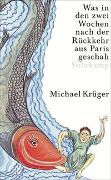 Was in den zwei
Wochen nach der
Rückkehr
aus Paris
geschah
Suhrkamp
Michael Krüger